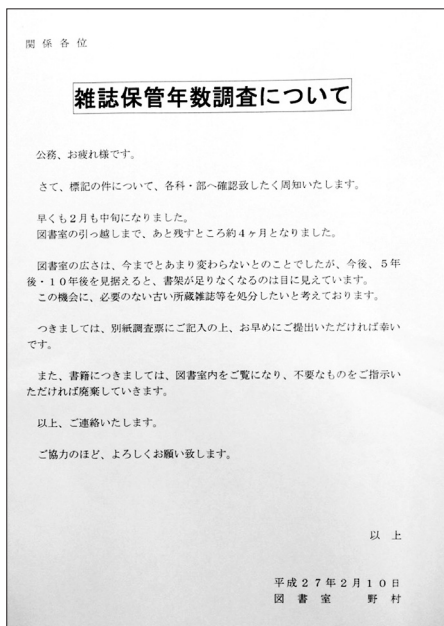 関係各位
雑誌保管年数調査について
公務、お疲れ様です。
さて、標記の件について、各科・部へ確認致したく周知いたします。
早くも２月も中旬になりました。
図書室の引っ越しまで、あと残すところ約４ヶ月となりました。
図書室の広さは、今までとあまり変わらないとのことでしたが、今後、５年
後・１０年後を見据えると、書架が足りなくなるのは目に見えています。
この機会に、必要のない古い所蔵雑誌等を処分したいと考えております。
つきましては、別紙調査票にご記入の上、お早めにご提出いただければ幸い
です。
また、書籍につきましては、図書室内をご覧になり、不要なものをご指示い
ただければ廃棄していきます。
以上、ご連絡いたします。
ご協力のほど、よろしくお願い致します。
以上
平成２７年２月１０日
図書室　野村